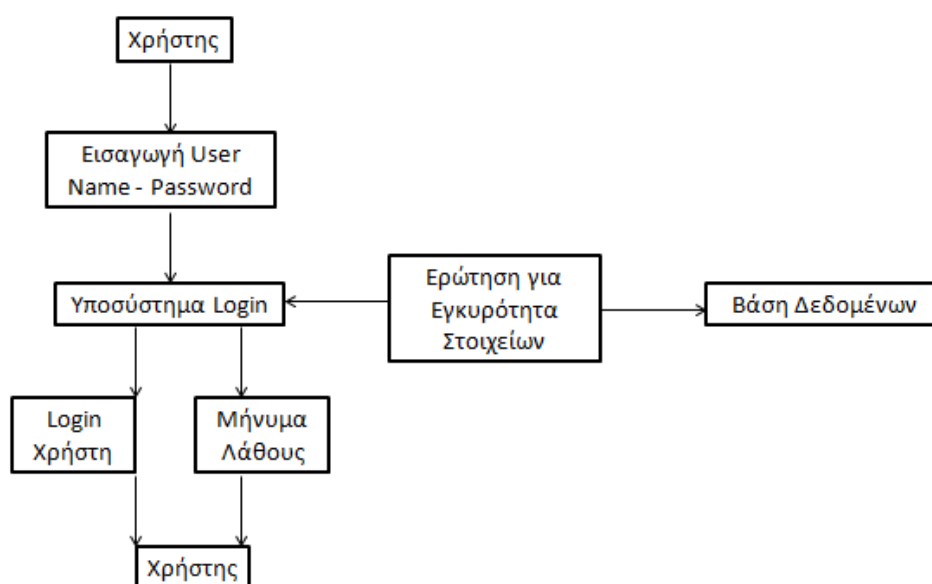 Χρήστης
Εισαγωγή User
Name - Password
Υποσύστημα Login
Ερώτηση για
Εγκυρότητα
Στοιχείων
Βάση Δεδομένων
Login
Χρήστη
Μήνυμα
Λάθους
Χρήστης